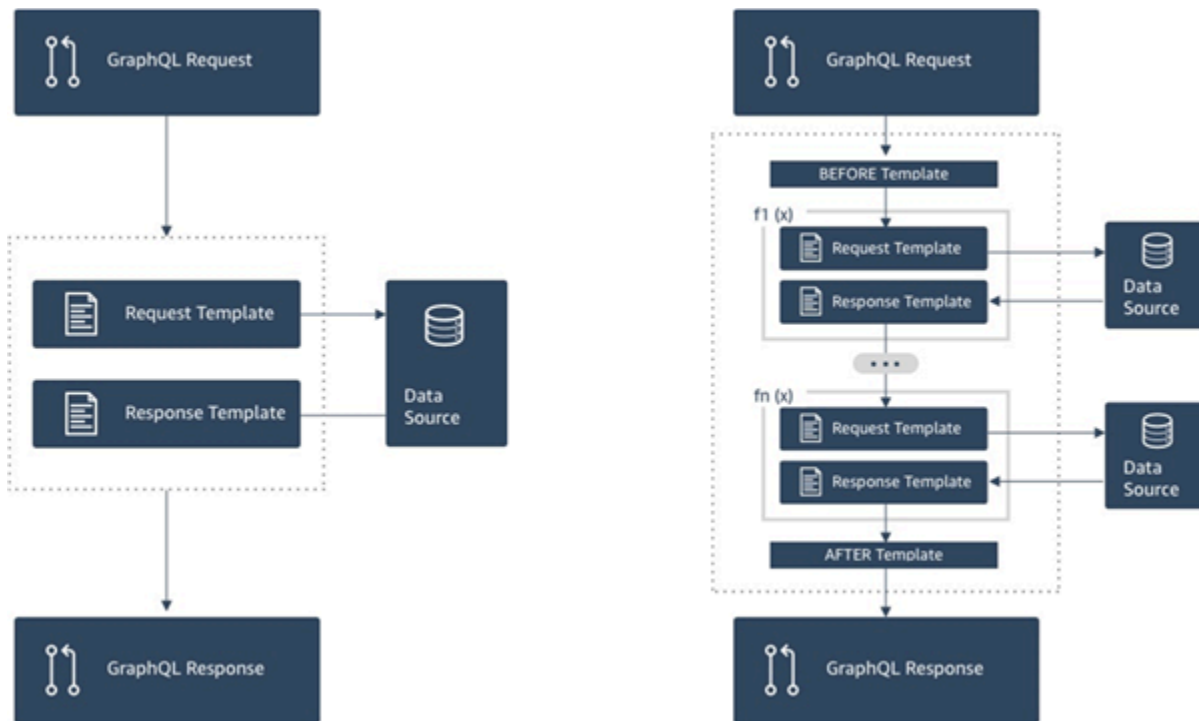 GraphQL Request
Request Template
Response Template
Data
Source
GraphQL Response
GraphQL Request
BEFORE Template
f1 (x)
Request Template
Response Template
Data
Source
fn (x)
Request Template
Response Template
Data
Source
AFTER Template
GraphQL Response